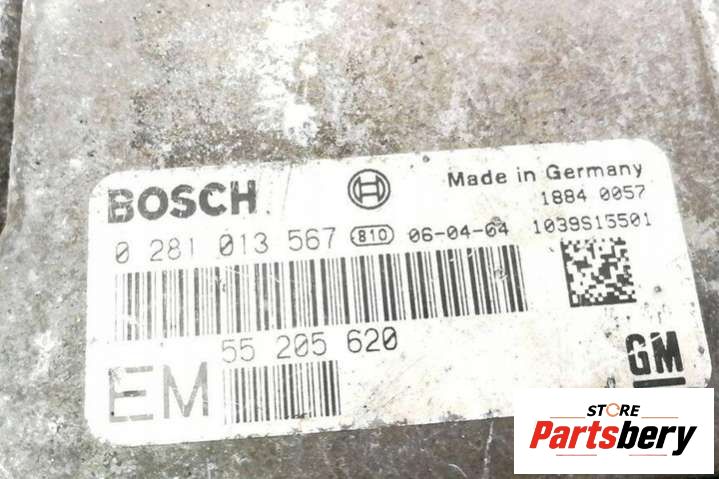 BOSCH
Made in Germany
1884 0057
0 281 013 567 810 06-04-04 1039S15501
55 205 620
EM
GM
STORE
Partsbery